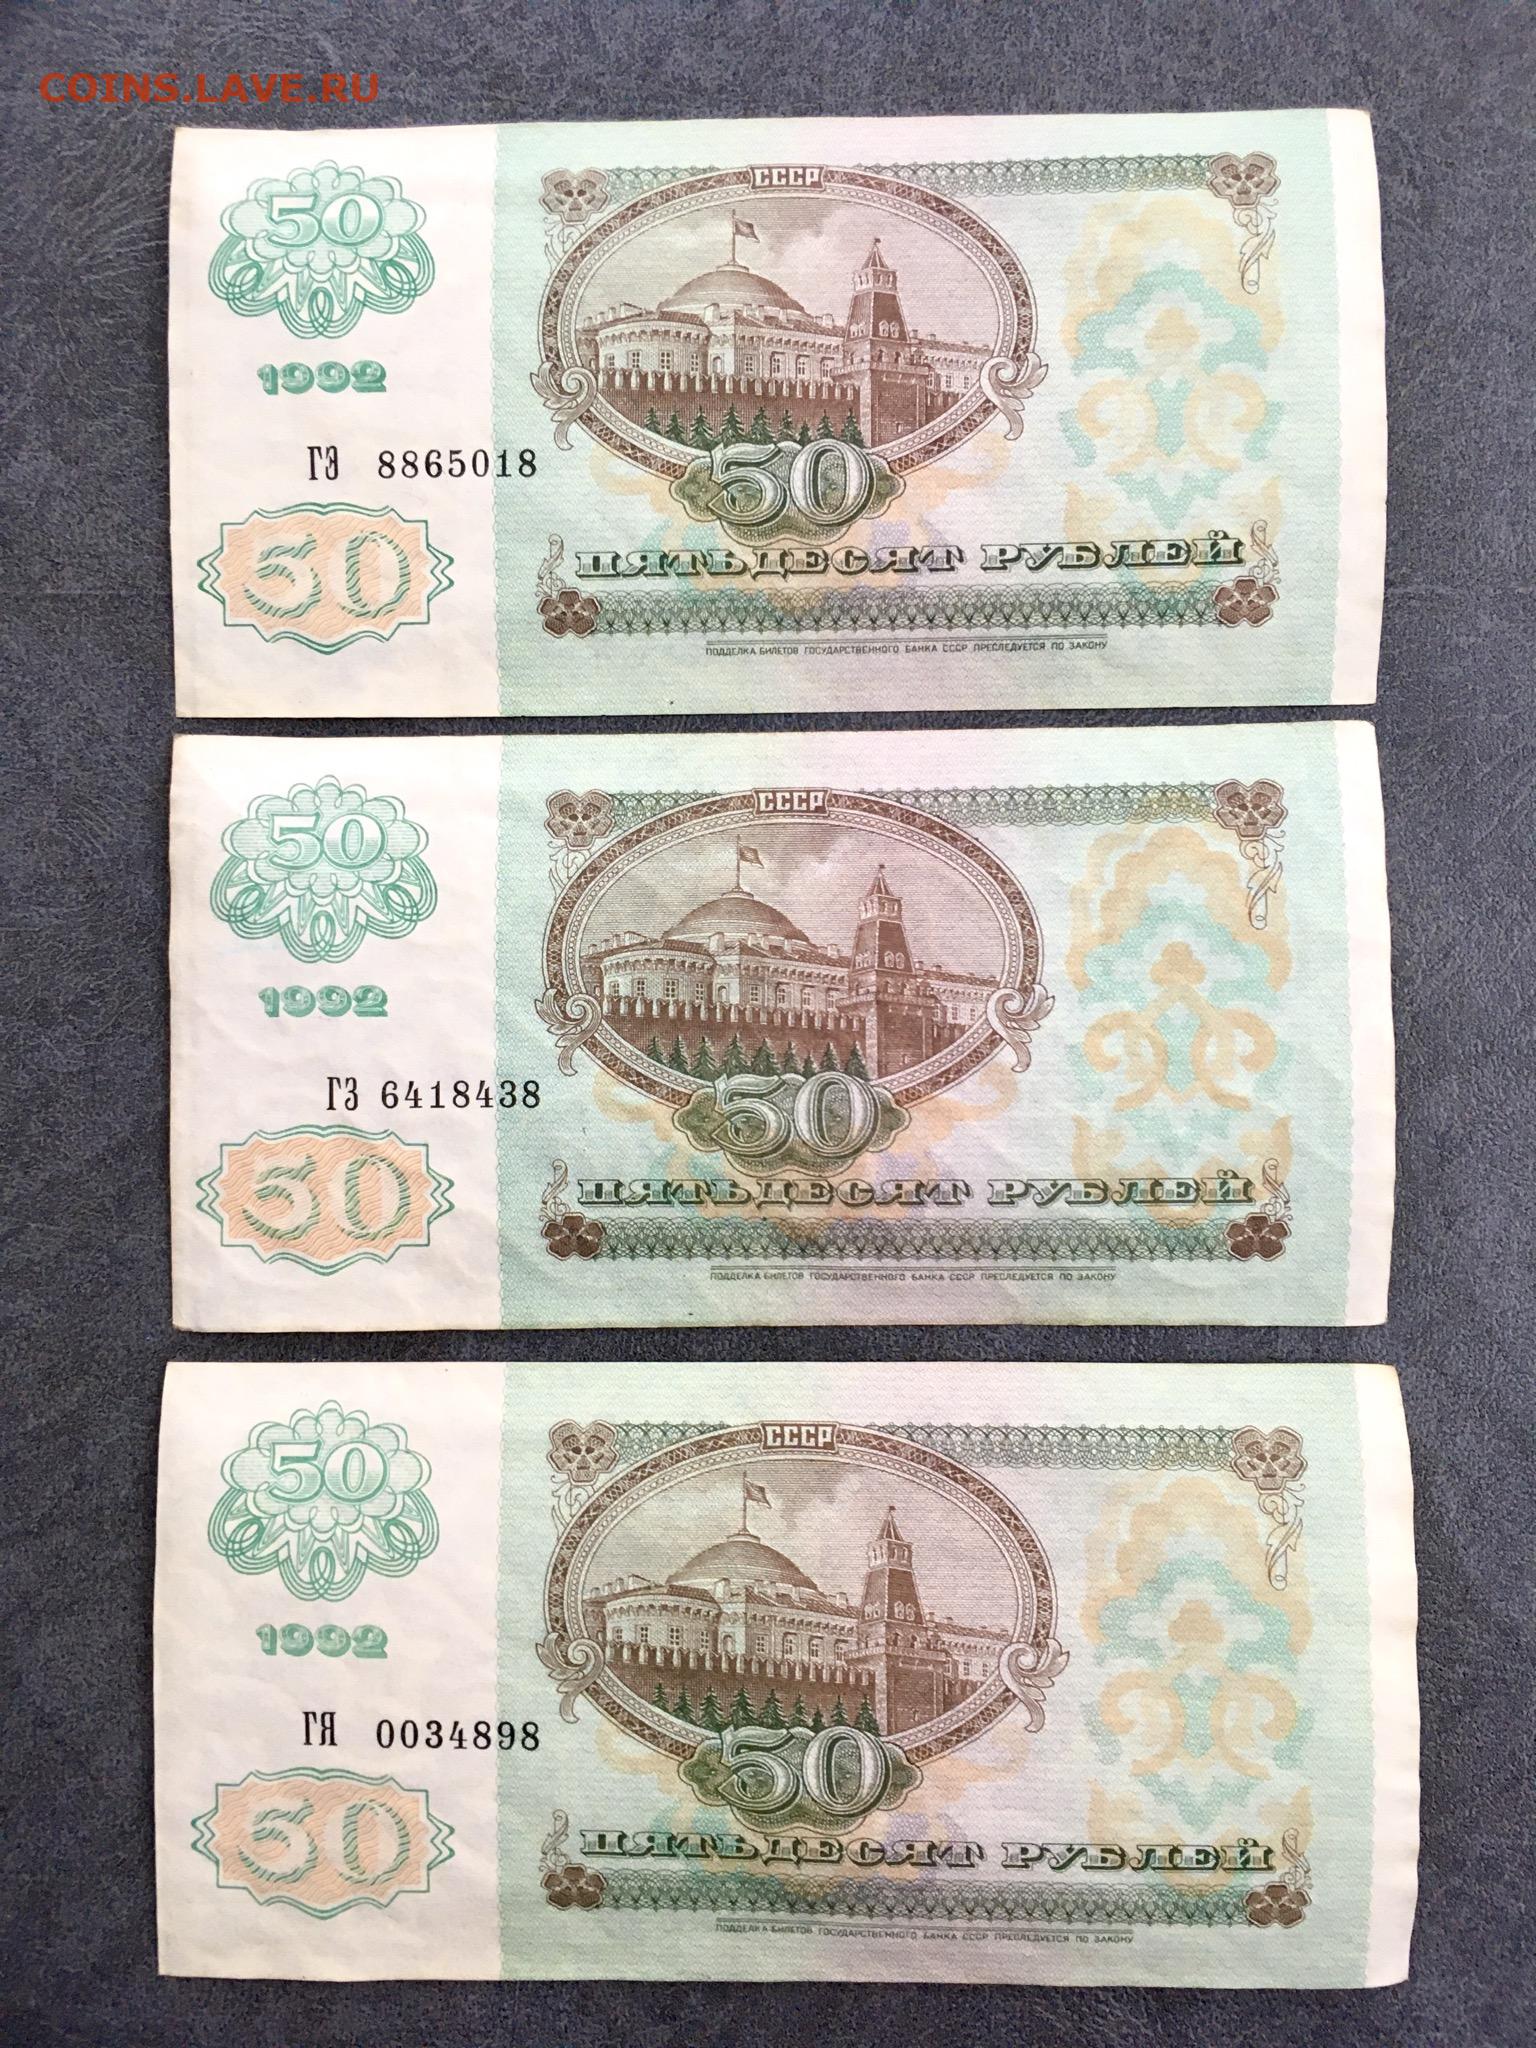 COINS.LAVE.RU
СССР
50
1992
ГЭ 8865018
50
50
ПЯТЬДЕСЯТ РУБЛЕЙ
ПОДДЕЛКА БИЛЕТОВ ГОСУДАРСТВЕННОГО БАНКА СССР ПРЕСЛЕДУЕТСЯ ПО ЗАКОНУ
СССР
50
1992
ГЗ 6418438
50
50
ПЯТЬДЕСЯТ РУБЛЕЙ
ПОДДЕЛКА БИЛЕТОВ ГОСУДАРСТВЕННОГО БАНКА СССР ПРЕСЛЕДУЕТСЯ ПО ЗАКОНУ
СССР
50
1992
ГЯ 0034898
50
50
ПЯТЬДЕСЯТ РУБЛЕЙ
ПОДДЕЛКА БИЛЕТОВ ГОСУДАРСТВЕННОГО БАНКА СССР ПРЕСЛЕДУЕТСЯ ПО ЗАКОНУ